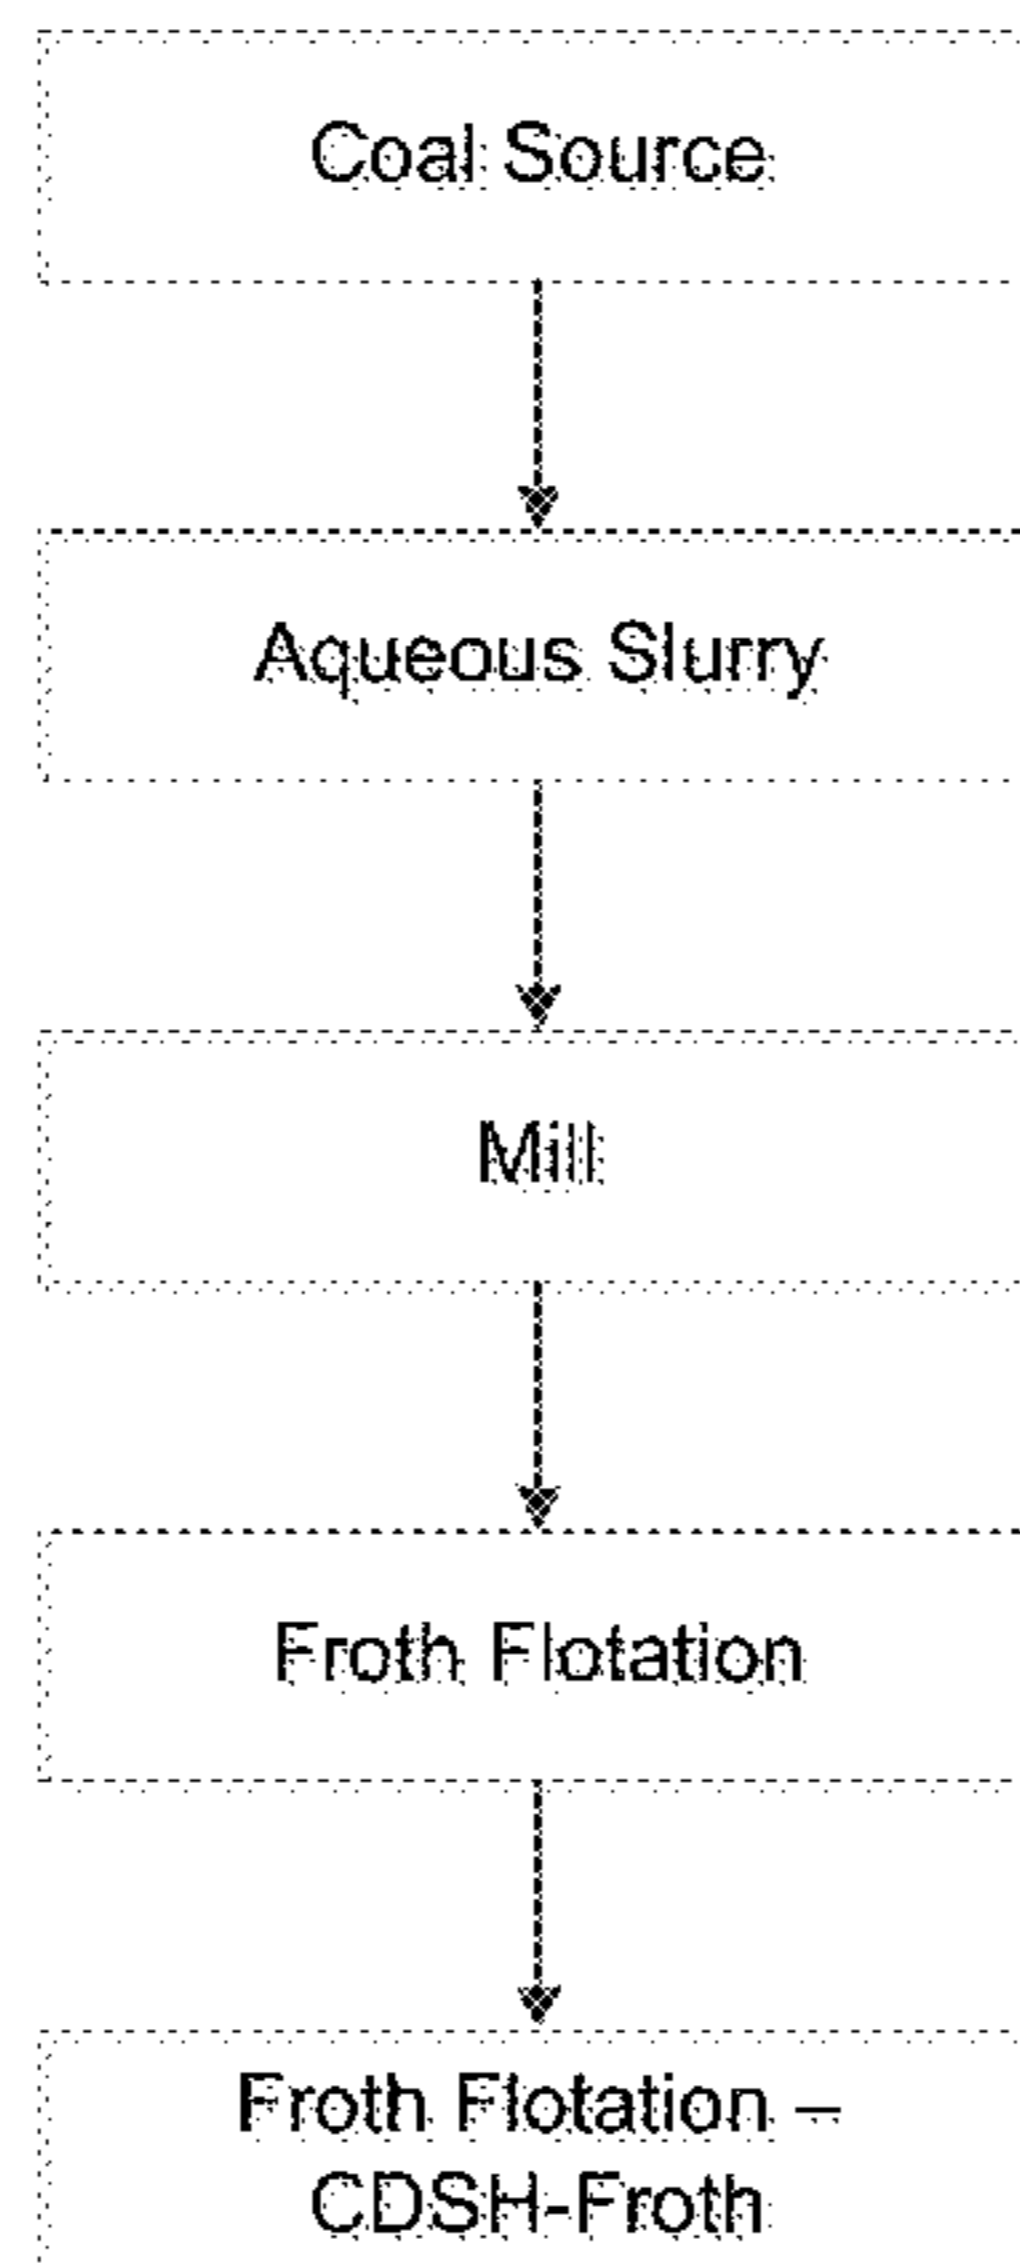 Coal Source
Aqueous Slurry
Mill
Froth Flotation
Froth Flotation –
CDSH-Froth